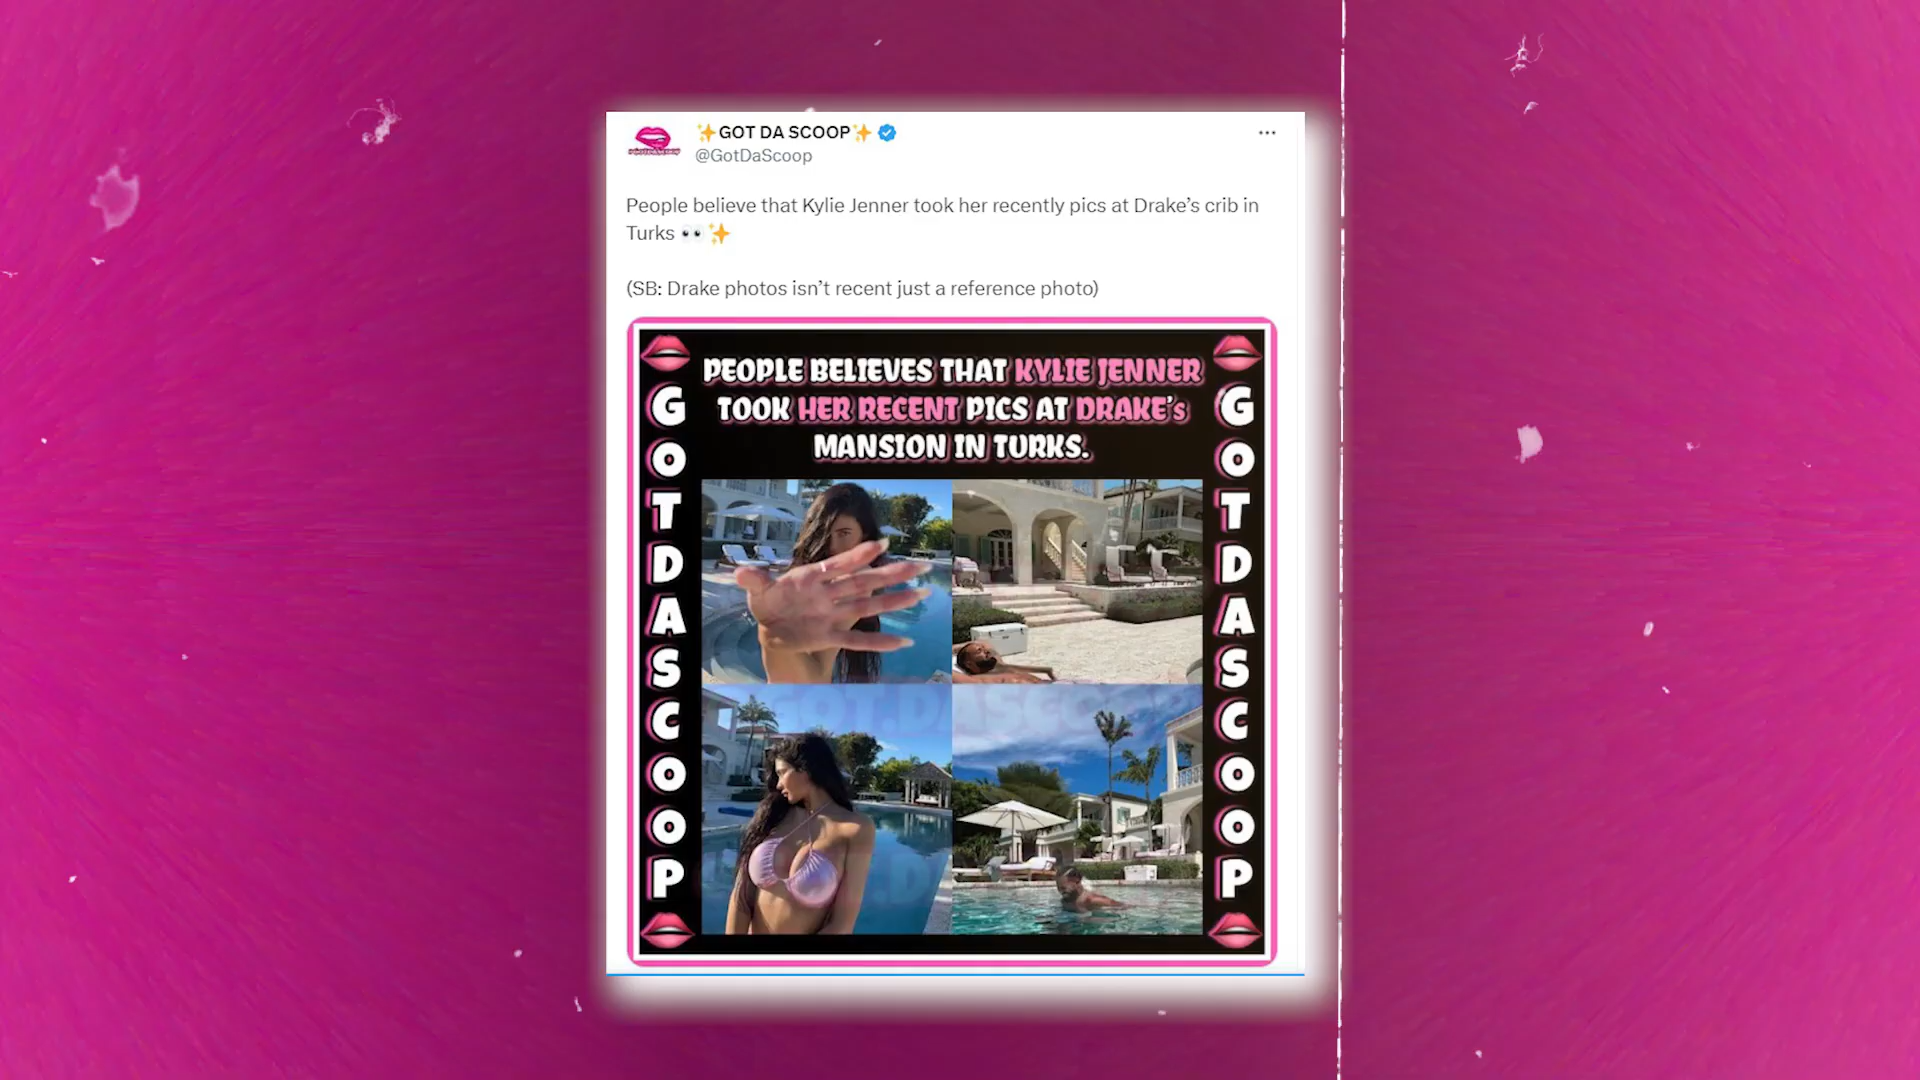 ✨GOT DA SCOOP✨
@GotDaScoop
People believe that Kylie Jenner took her recently pics at Drake’s crib in
Turks 👀 ✨
(SB: Drake photos isn’t recent just a reference photo)
PEOPLE BELIEVES THAT KYLIE JENNER
TOOK HER RECENT PICS AT DRAKE’s
MANSION IN TURKS.
GOTDASCOOP
GOTDASCOOP
GOT.DASCOOP